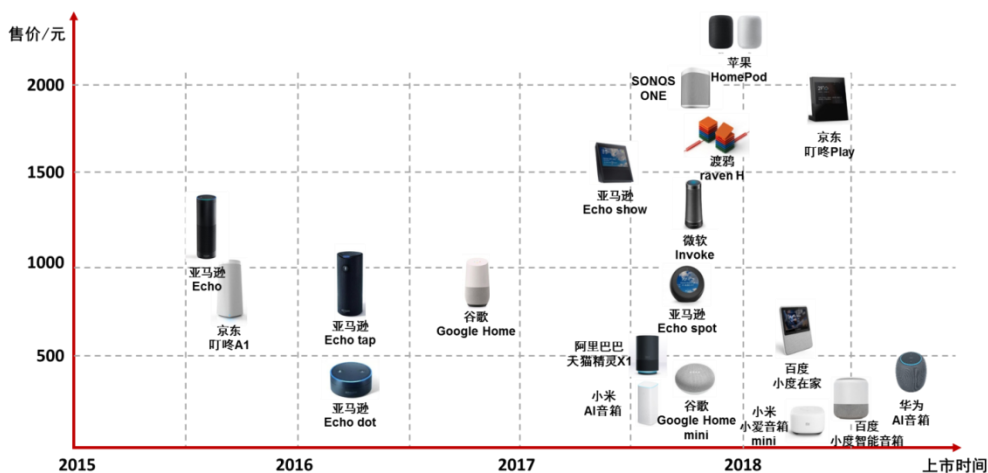 售价/元
2000
1500
1000
500
苹果
HomePod
SONOS
ONE
京东
叮咚Play
渡鸦
raven H
亚马逊
Echo show
微软
Invoke
亚马逊
Echo
京东
叮咚A1
亚马逊
Echo tap
谷歌
Google Home
亚马逊
Echo spot
阿里巴巴
天猫精灵X1
百度
小度在家
亚马逊
Echo dot
小米
AI音箱
谷歌
Google Home
mini
小米
小爱音箱
mini
百度
小度智能音箱
华为
AI音箱
2015
2016
2017
2018
上市时间